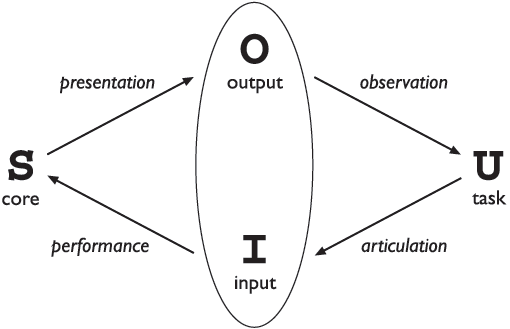 O
output
presentation
observation
S
core
U
task
performance
articulation
I
input